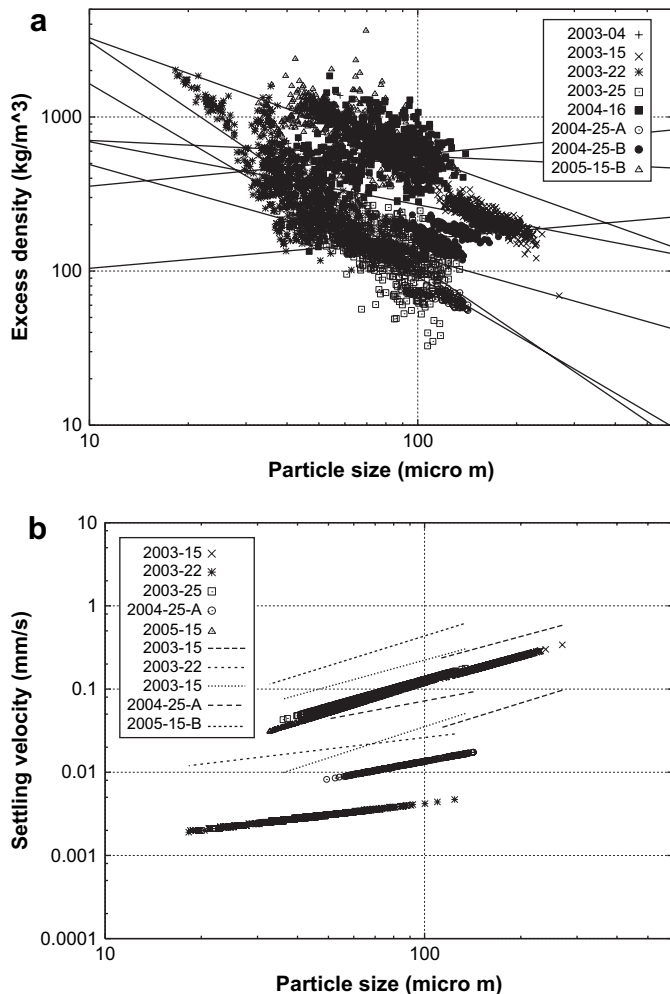 a
2003-04
2003-15
2003-22
2003-25
2004-16
2004-25-A
2004-25-B
2005-15-B
1000
100
10
Excess density (kg/m^3)
10
100
Particle size (micro m)
b
10
1
0.1
0.01
0.001
0.0001
Settling velocity (mm/s)
2003-15
2003-22
2003-25
2004-25-A
2005-15
2003-15
2003-22
2003-15
2004-25-A
2005-15-B
10
100
Particle size (micro m)